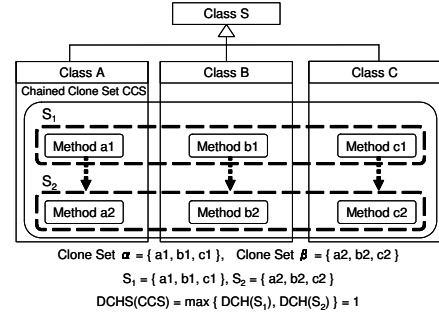 Class S
Class A Class B Class C
Chained Clone Set CCS
S1
Method a1 Method b1 Method c1
S2
Method a2 Method b2 Method c2
Clone Set α = { a1, b1, c1 }, Clone Set β = { a2, b2, c2 }
S1 = { a1, b1, c1 }, S2 = { a2, b2, c2 }
DCHS(CCS) = max { DCH(S1), DCH(S2) } = 1